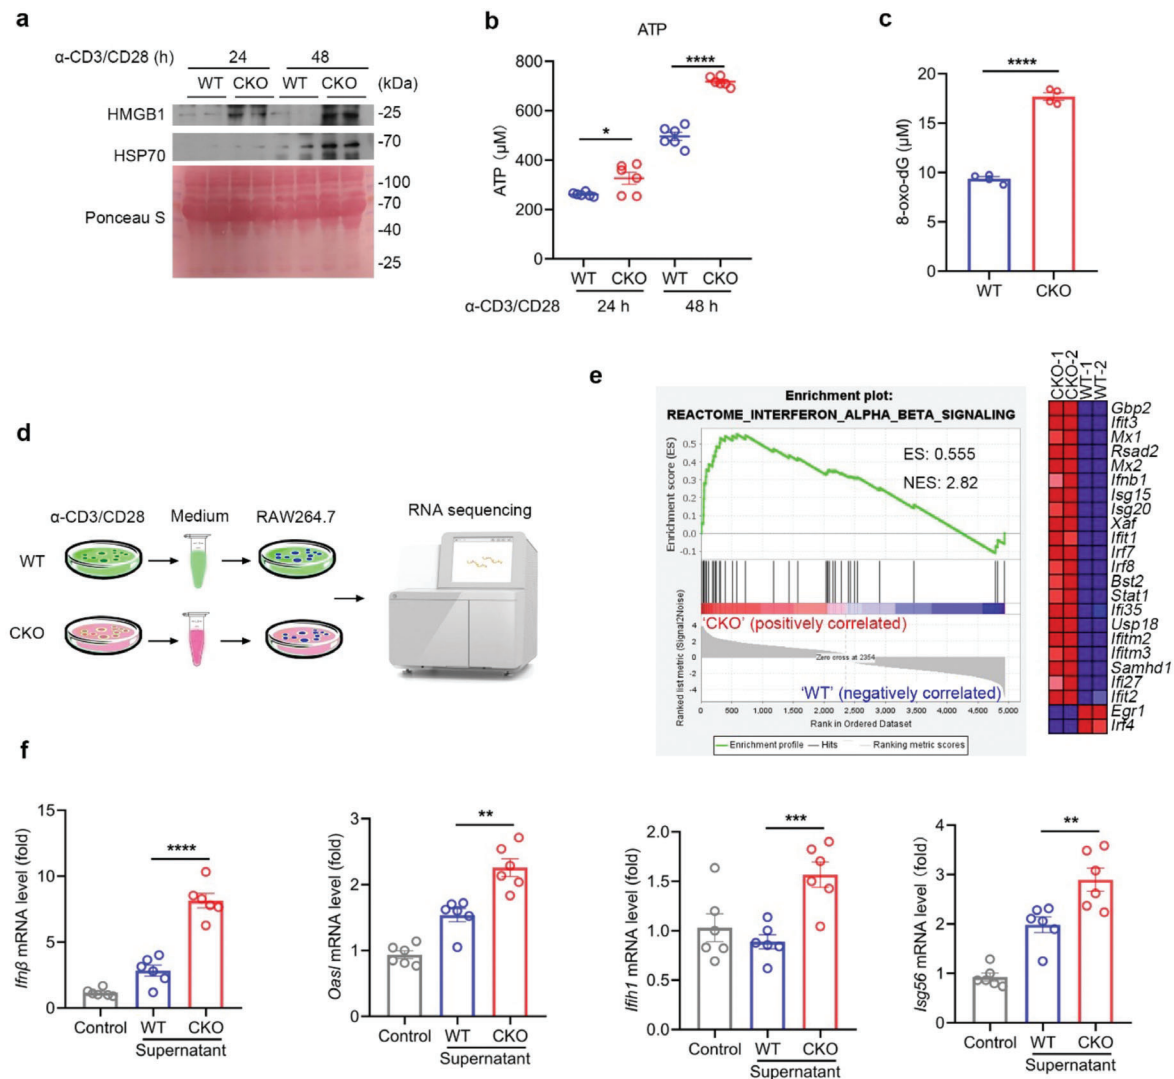 a
α-CD3/CD28 (h)
24
48
WT CKO WT CKO (kDa)
HMGB1
-25
HSP70
-70
Ponceau S
-100
-70
-40
-25
b
ATP
ATP (μM)
800
600
400
200
0
*
****
WT CKO WT CKO
α-CD3/CD28 24 h 48 h
c
8-oxo-dG (μM)
20
15
10
5
0
****
WT CKO
d
α-CD3/CD28 Medium RAW264.7
RNA sequencing
WT
CKO
e
Enrichment plot:
REACTOME_INTERFERON_ALPHA_BETA_SIGNALING
Enrichment score (ES)
0.5
0.4
0.3
0.2
0.1
0.0
-0.1
ES: 0.555
NES: 2.82
Ranked list metric (Signal2Noise)
4
2
0
-2
-4
'CKO' (positively correlated)
Zero cross at 2354
'WT' (negatively correlated)
0 500 1,000 1,500 2,000 2,500 3,000 3,500 4,000 4,500 5,000
Rank in Ordered Dataset
Enrichment profile Hits Ranking metric scores
CKO-1
CKO-2
WT-1
WT-2
Gbp2
Ifit3
Mx1
Rsad2
Mx2
Ifnb1
Isg15
Isg20
Xaf
Ifit1
Irf7
Irf8
Bst2
Stat1
Ifi35
Usp18
Ifitm2
Ifitm3
Samhd1
Ifi27
Ifit2
Egr1
Irf4
f
Ifnβ mRNA level (fold)
15
10
5
0
****
Control WT CKO
Supernatant
Oasl mRNA level (fold)
3
2
1
0
**
Control WT CKO
Supernatant
Ifih1 mRNA level (fold)
2.0
1.5
1.0
0.5
0.0
***
Control WT CKO
Supernatant
Isg56 mRNA level (fold)
4
3
2
1
0
**
Control WT CKO
Supernatant